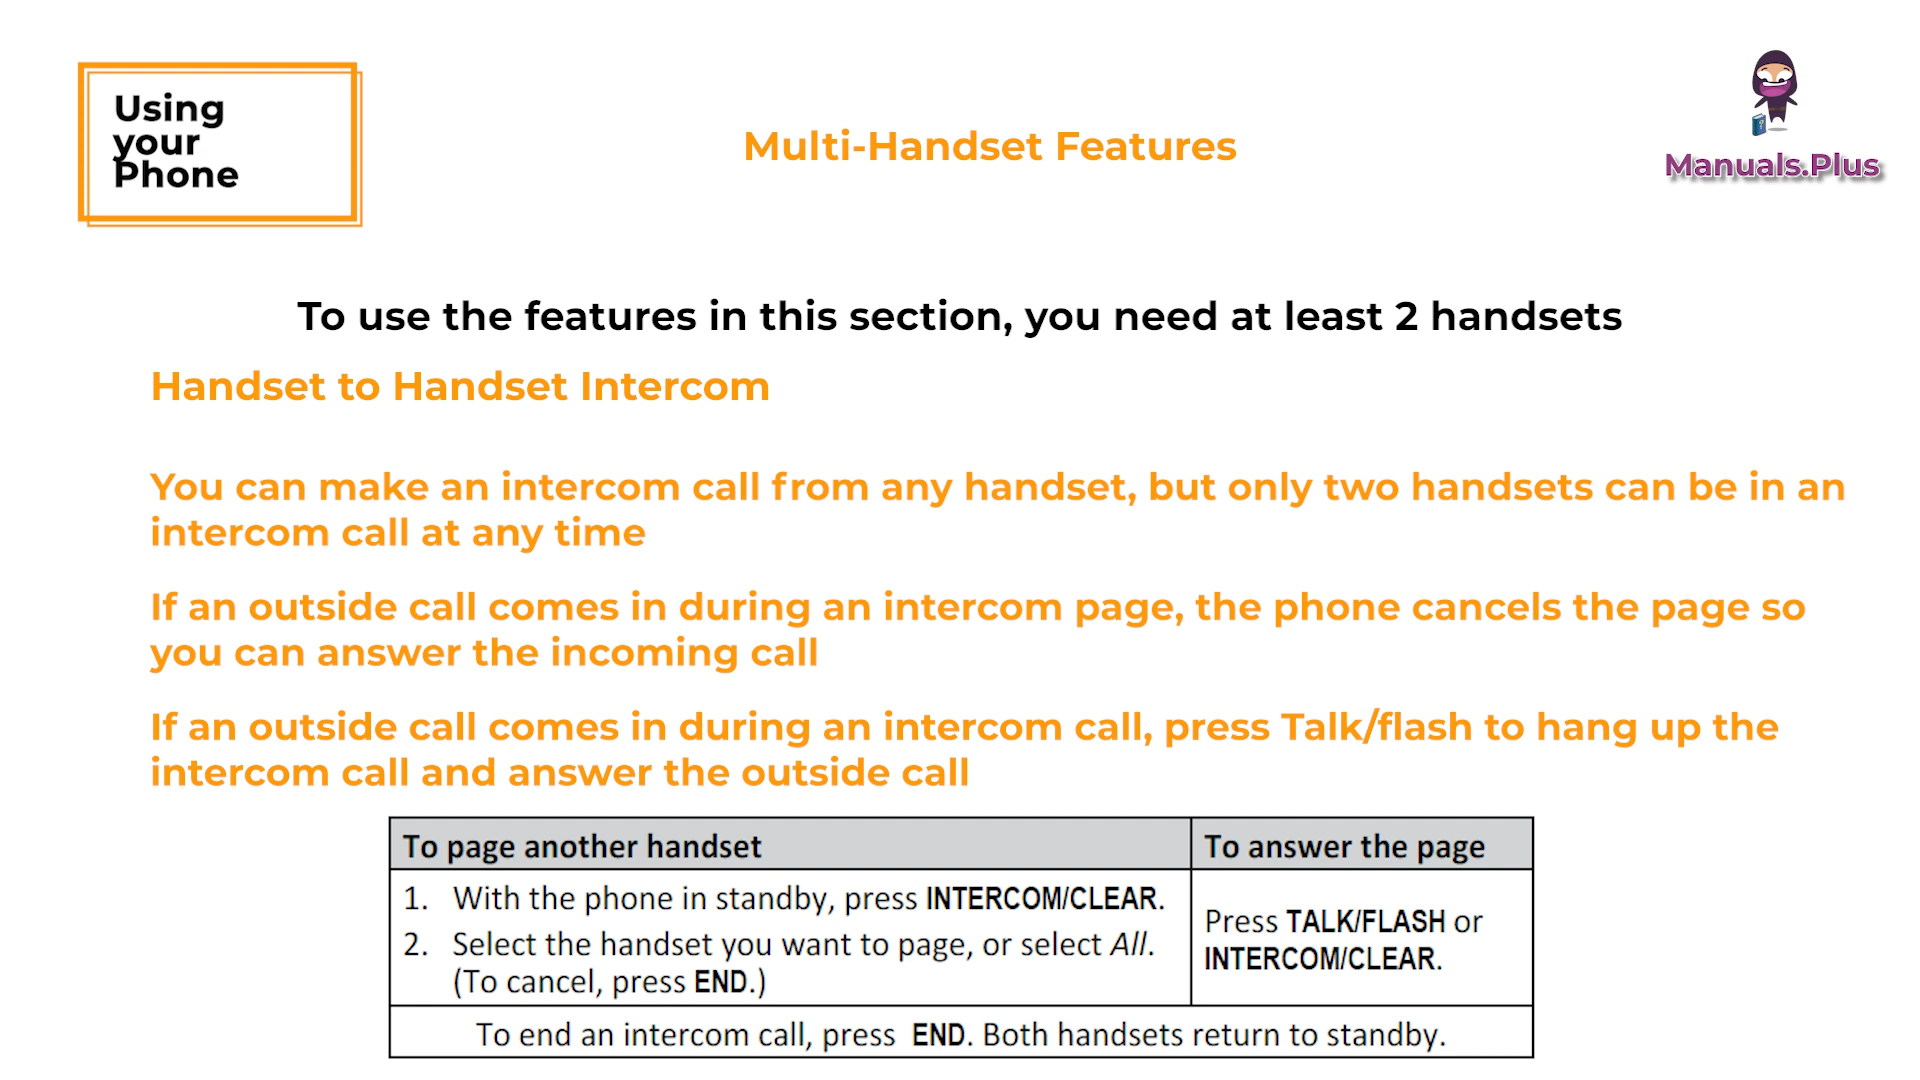 Using
your
Phone
Multi-Handset Features
Manuals.Plus
To use the features in this section, you need at least 2 handsets
Handset to Handset Intercom
You can make an intercom call from any handset, but only two handsets can be in an
intercom call at any time
If an outside call comes in during an intercom page, the phone cancels the page so
you can answer the incoming call
If an outside call comes in during an intercom call, press Talk/flash to hang up the
intercom call and answer the outside call
To page another handset
To answer the page
1. With the phone in standby, press INTERCOM/CLEAR.
2. Select the handset you want to page, or select All.
(To cancel, press END.)
Press TALK/FLASH or
INTERCOM/CLEAR.
To end an intercom call, press END. Both handsets return to standby.